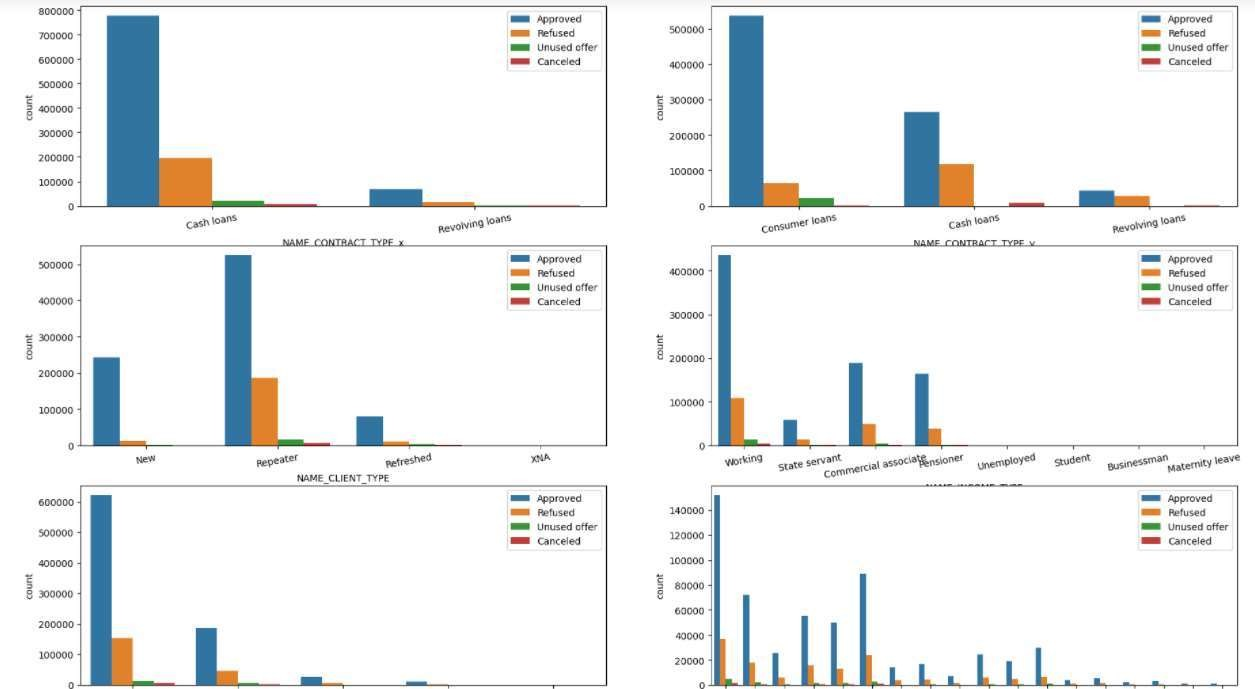 800000
700000
600000
500000
400000
300000
200000
100000
0
count
Approved
Refused
Unused offer
Canceled
Cash loans
Revolving loans
NAME_CONTRACT_TYPE_x
500000
400000
300000
200000
100000
0
count
Approved
Refused
Unused offer
Canceled
Consumer loans
Cash loans
Revolving loans
NAME_CONTRACT_TYPE_y
500000
400000
300000
200000
100000
0
count
Approved
Refused
Unused offer
Canceled
New
Repeater
Refreshed
XNA
NAME_CLIENT_TYPE
400000
300000
200000
100000
0
count
Approved
Refused
Unused offer
Canceled
Working
State servant
Commercial associate
Pensioner
Unemployed
Student
Businessman
Maternity leave
NAME_INCOME_TYPE
600000
500000
400000
300000
200000
100000
0
count
Approved
Refused
Unused offer
Canceled
140000
120000
100000
80000
60000
40000
20000
0
count
Approved
Refused
Unused offer
Canceled